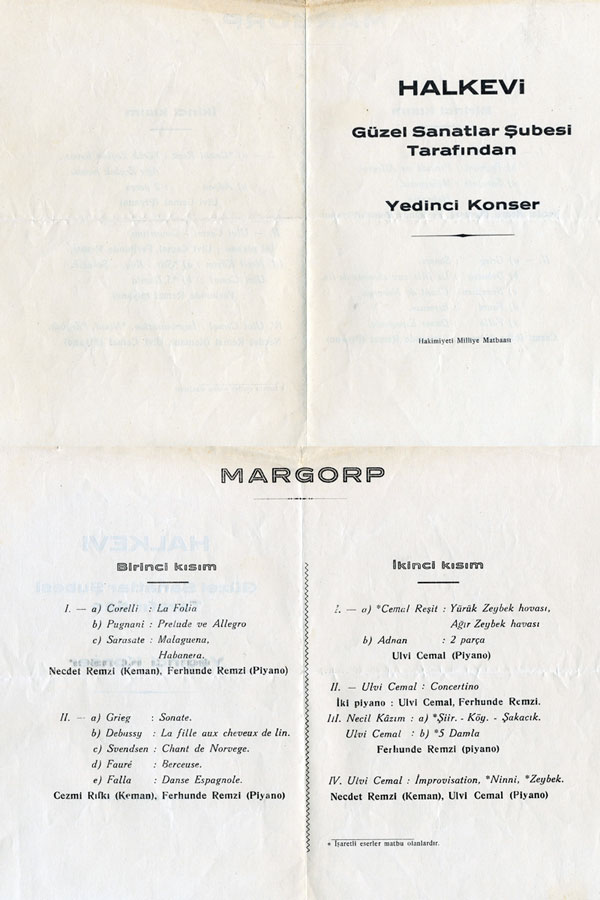 HALKEVi
Güzel Sanatlar Şubesi
Tarafından
Yedinci Konser
Hakimiyeti Milliye Matbaası
MARGORP
Birinci kısım
I. — a) Corelli : La Folia
b) Pugnani : Prelude ve Allegro
c) Sarasate : Malaguena,
Habanera.
Necdet Remzi (Keman), Ferhunde Remzi (Piyano)
II. — a) Grieg : Sonate.
b) Debussy : La fille aux cheveux de lin.
c) Svendsen : Chant de Norvege.
d) Fauré : Berceuse.
e) Falla : Danse Espagnole.
Cezmi Rıfkı (Keman), Ferhunde Remzi (Piyano)
İkinci kısım
I. — a) *Cemal Reşit : Yürük Zeybek hovası,
Ağır Zeybek havası
b) Adnan : 2 parça
Ulvi Cemal (Piyano)
II. — Ulvi Cemal : Concertino
İki piyano : Ulvi Cemal, Ferhunde Remzi.
III. Necil Kâzım : a) *Şiir. - Köy. - Şakacık.
Ulvi Cemal : b) *5 Damla
Ferhunde Remzi (piyano)
IV. Ulvi Cemal : İmprovisation, *Ninni, *Zeybek.
Necdet Remzi (Keman), Ulvi Cemal (Piyano)
* İşaretli eserler matbu olanlardır.